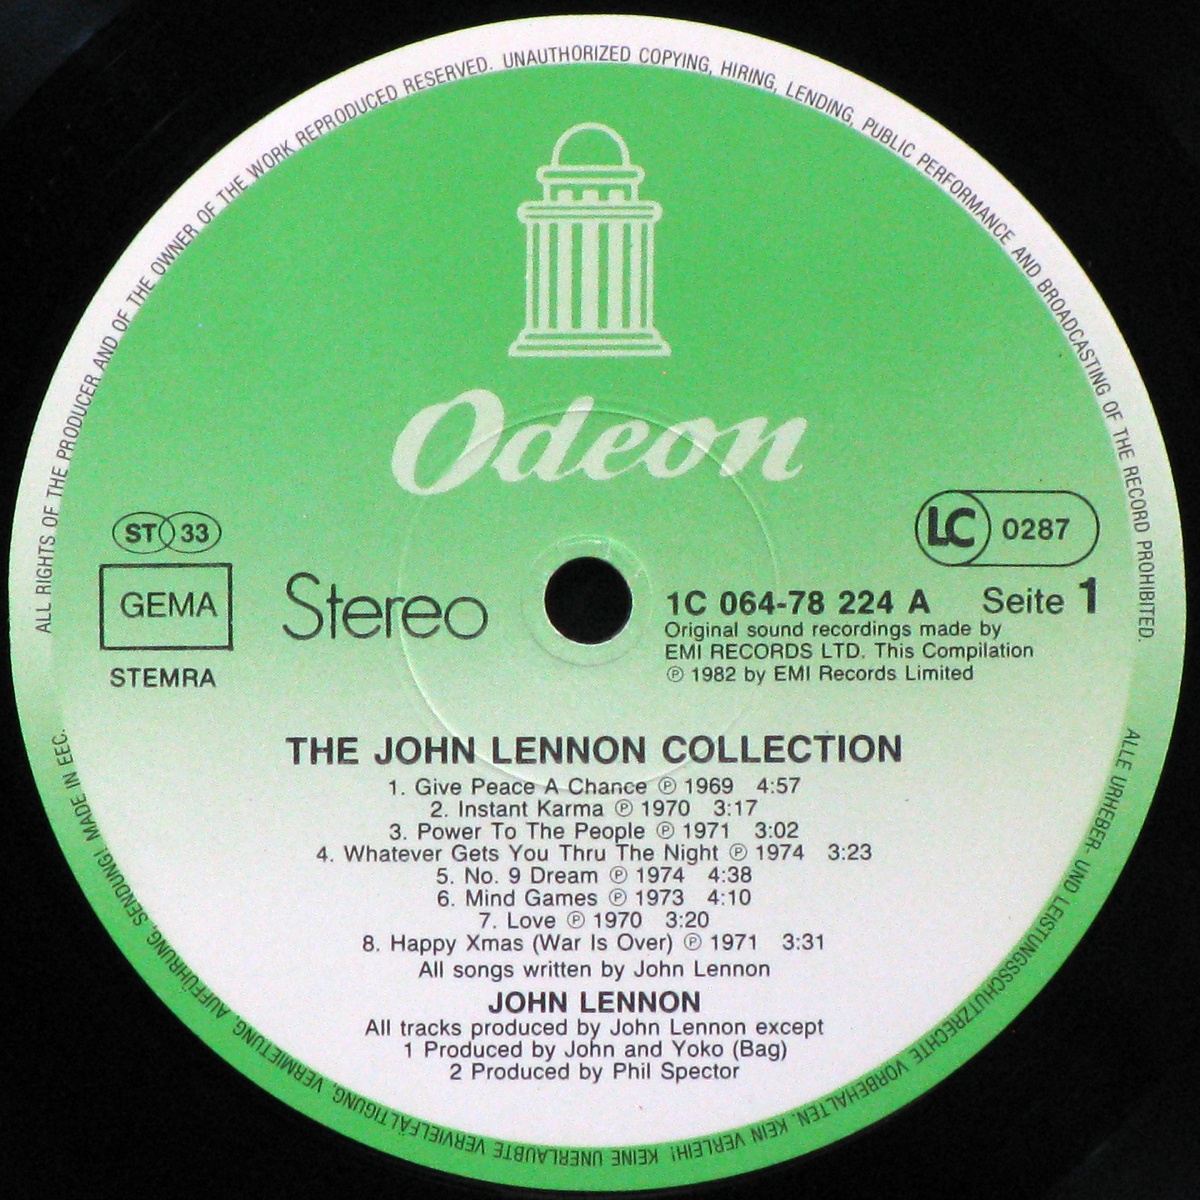 ALL RIGHTS OF THE PRODUCER AND OF THE OWNER OF THE WORK REPRODUCED RESERVED. UNAUTHORIZED COPYING, HIRING, LENDING, PUBLIC PERFORMANCE AND BROADCASTING OF THE RECORD PROHIBITED.
Odeon
ST 33
LC 0287
GEMA
STEMRA
Stereo
1C 064-78 224 A Seite 1
Original sound recordings made by
EMI RECORDS LTD. This Compilation
℗ 1982 by EMI Records Limited
THE JOHN LENNON COLLECTION
1. Give Peace A Chance ℗ 1969 4:57
2. Instant Karma ℗ 1970 3:17
3. Power To The People ℗ 1971 3:02
4. Whatever Gets You Thru The Night ℗ 1974 3:23
5. No. 9 Dream ℗ 1974 4:38
6. Mind Games ℗ 1973 4:10
7. Love ℗ 1970 3:20
8. Happy Xmas (War Is Over) ℗ 1971 3:31
All songs written by John Lennon
JOHN LENNON
All tracks produced by John Lennon except
1 Produced by John and Yoko (Bag)
2 Produced by Phil Spector
ALLE URHEBER- UND LEISTUNGSSCHUTZRECHTE VORBEHALTEN. KEIN VERLEIH! KEINE UNERLAUBTE VERVIELFÄLTIGUNG, VERMIETUNG, AUFFÜHRUNG, SENDUNG! MADE IN EEC.